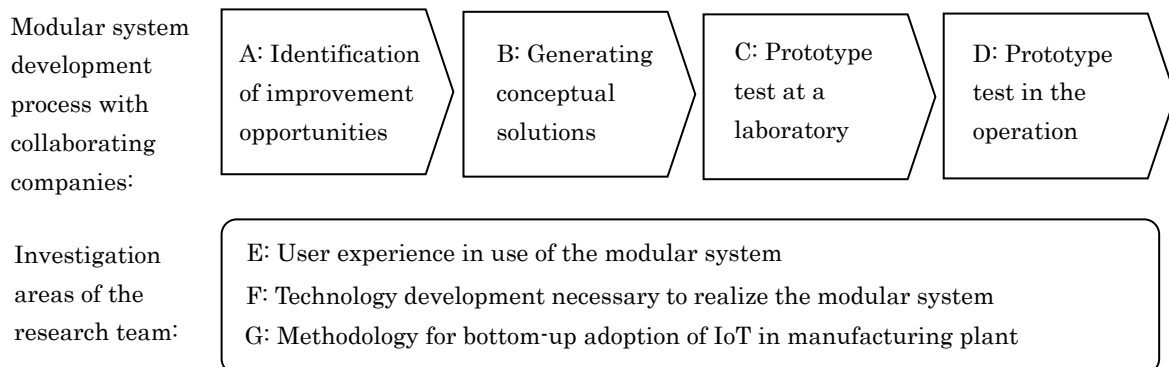 Modular system
development
process with
collaborating
companies:
A: Identification
of improvement
opportunities
B: Generating
conceptual
solutions
C: Prototype
test at a
laboratory
D: Prototype
test in the
operation
Investigation
areas of the
research team:
E: User experience in use of the modular system
F: Technology development necessary to realize the modular system
G: Methodology for bottom-up adoption of IoT in manufacturing plant